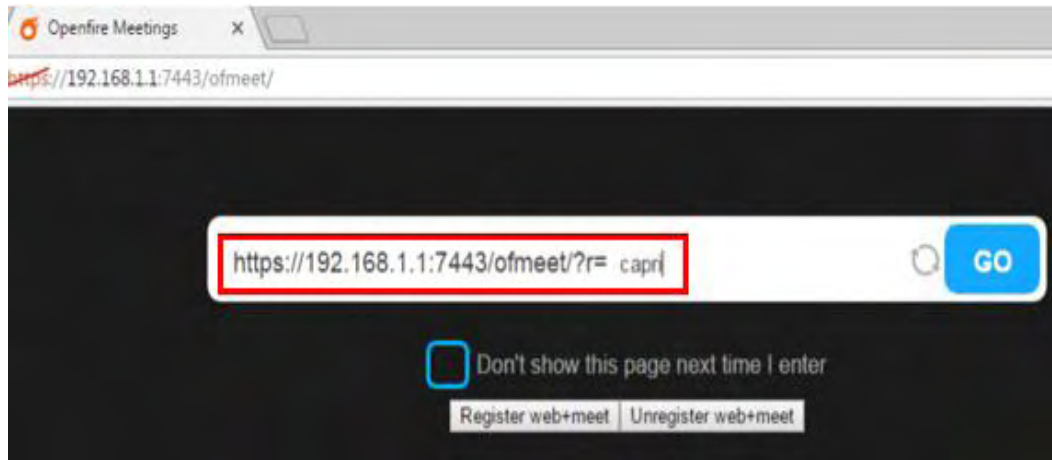 Openfire Meetings
https://192.168.1.1:7443/ofmeet/
https://192.168.1.1:7443/ofmeet/?r= capri
GO
Don't show this page next time I enter
Register web+meet Unregister web+meet